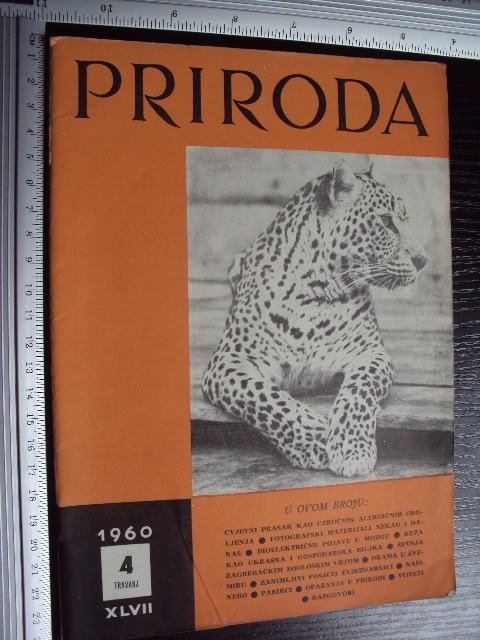 PRIRODA
U OVOM BROJU:
CVJETNI PRAŠAK KAO UZROČNIK ALERGIČNIH OBO-
LJENJA ● FOTOGRAFSKI MATERIJALI NEKAD I DA-
NAS ● BIOELEKTRIČNE POJAVE U MOZGU ● RUŽA
KAO UKRASNA I GOSPODARSKA BILJKA ● ŠETNJA
ZAGREBAČKIM ZOOLOŠKIM VRTOM ● DRAMA U SVE-
MIRU ● ZANIMLJIVI POSJETI ZVJEZDARNICI ● NAŠE
NEBO ● PABIRCI ● OPAŽANJA U PRIRODI ● VIJESTI
● RAZGOVORI
1960
4
TRAVANJ
XLVII